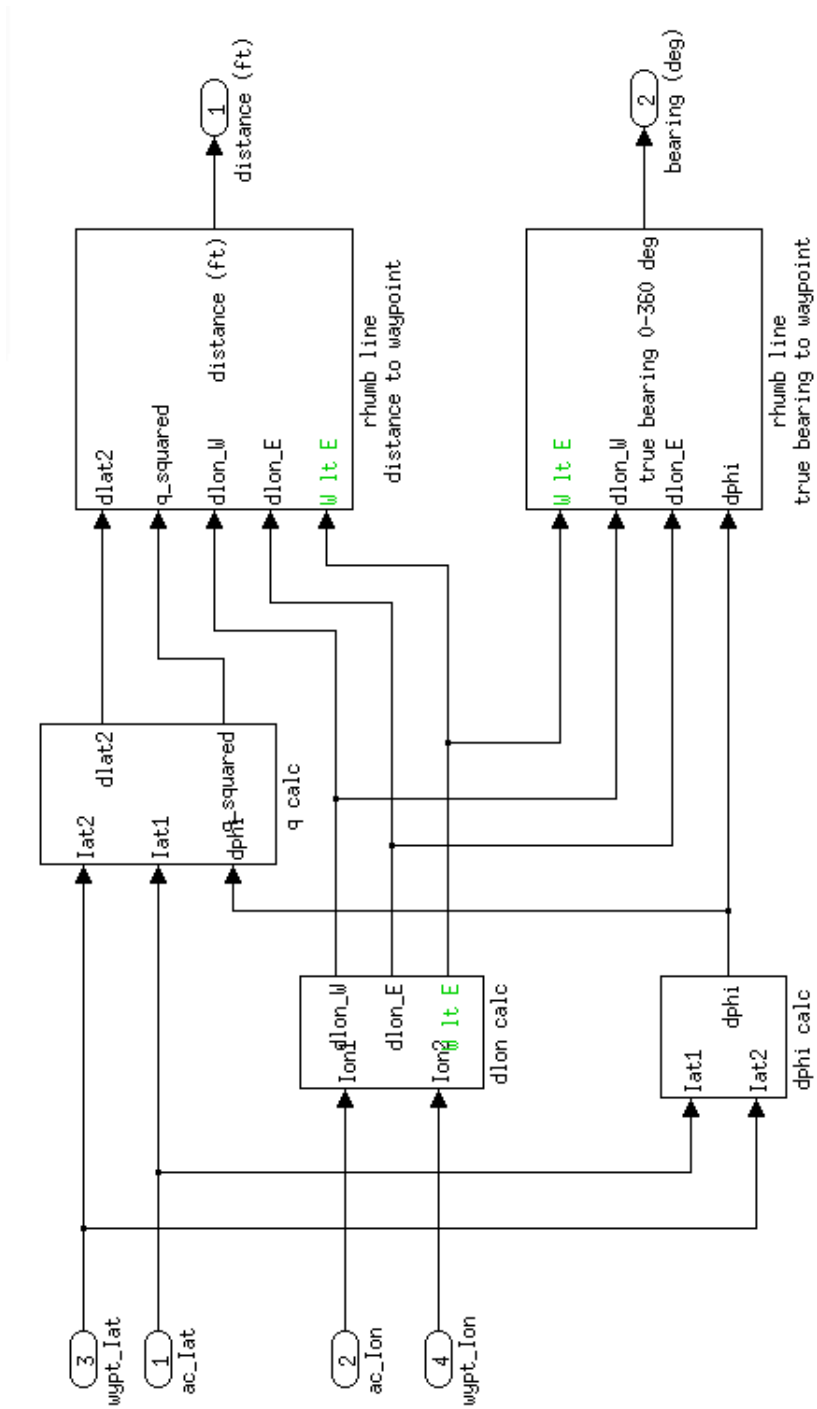 3
wypt_lat
1
ac_lat
2
ac_lon
4
wypt_lon
lat2
lat1
dphi
dlat2
q_squared
q calc
lon1
lon2
dlon_W
dlon_E
W lt E
dlon calc
lat1
lat2
dphi
dphi calc
dlat2
q_squared
dlon_W
dlon_E
W lt E
distance (ft)
rhumb line
distance to waypoint
W lt E
dlon_W
dlon_E
dphi
true bearing 0-360 deg
rhumb line
true bearing to waypoint
1
distance (ft)
2
bearing (deg)